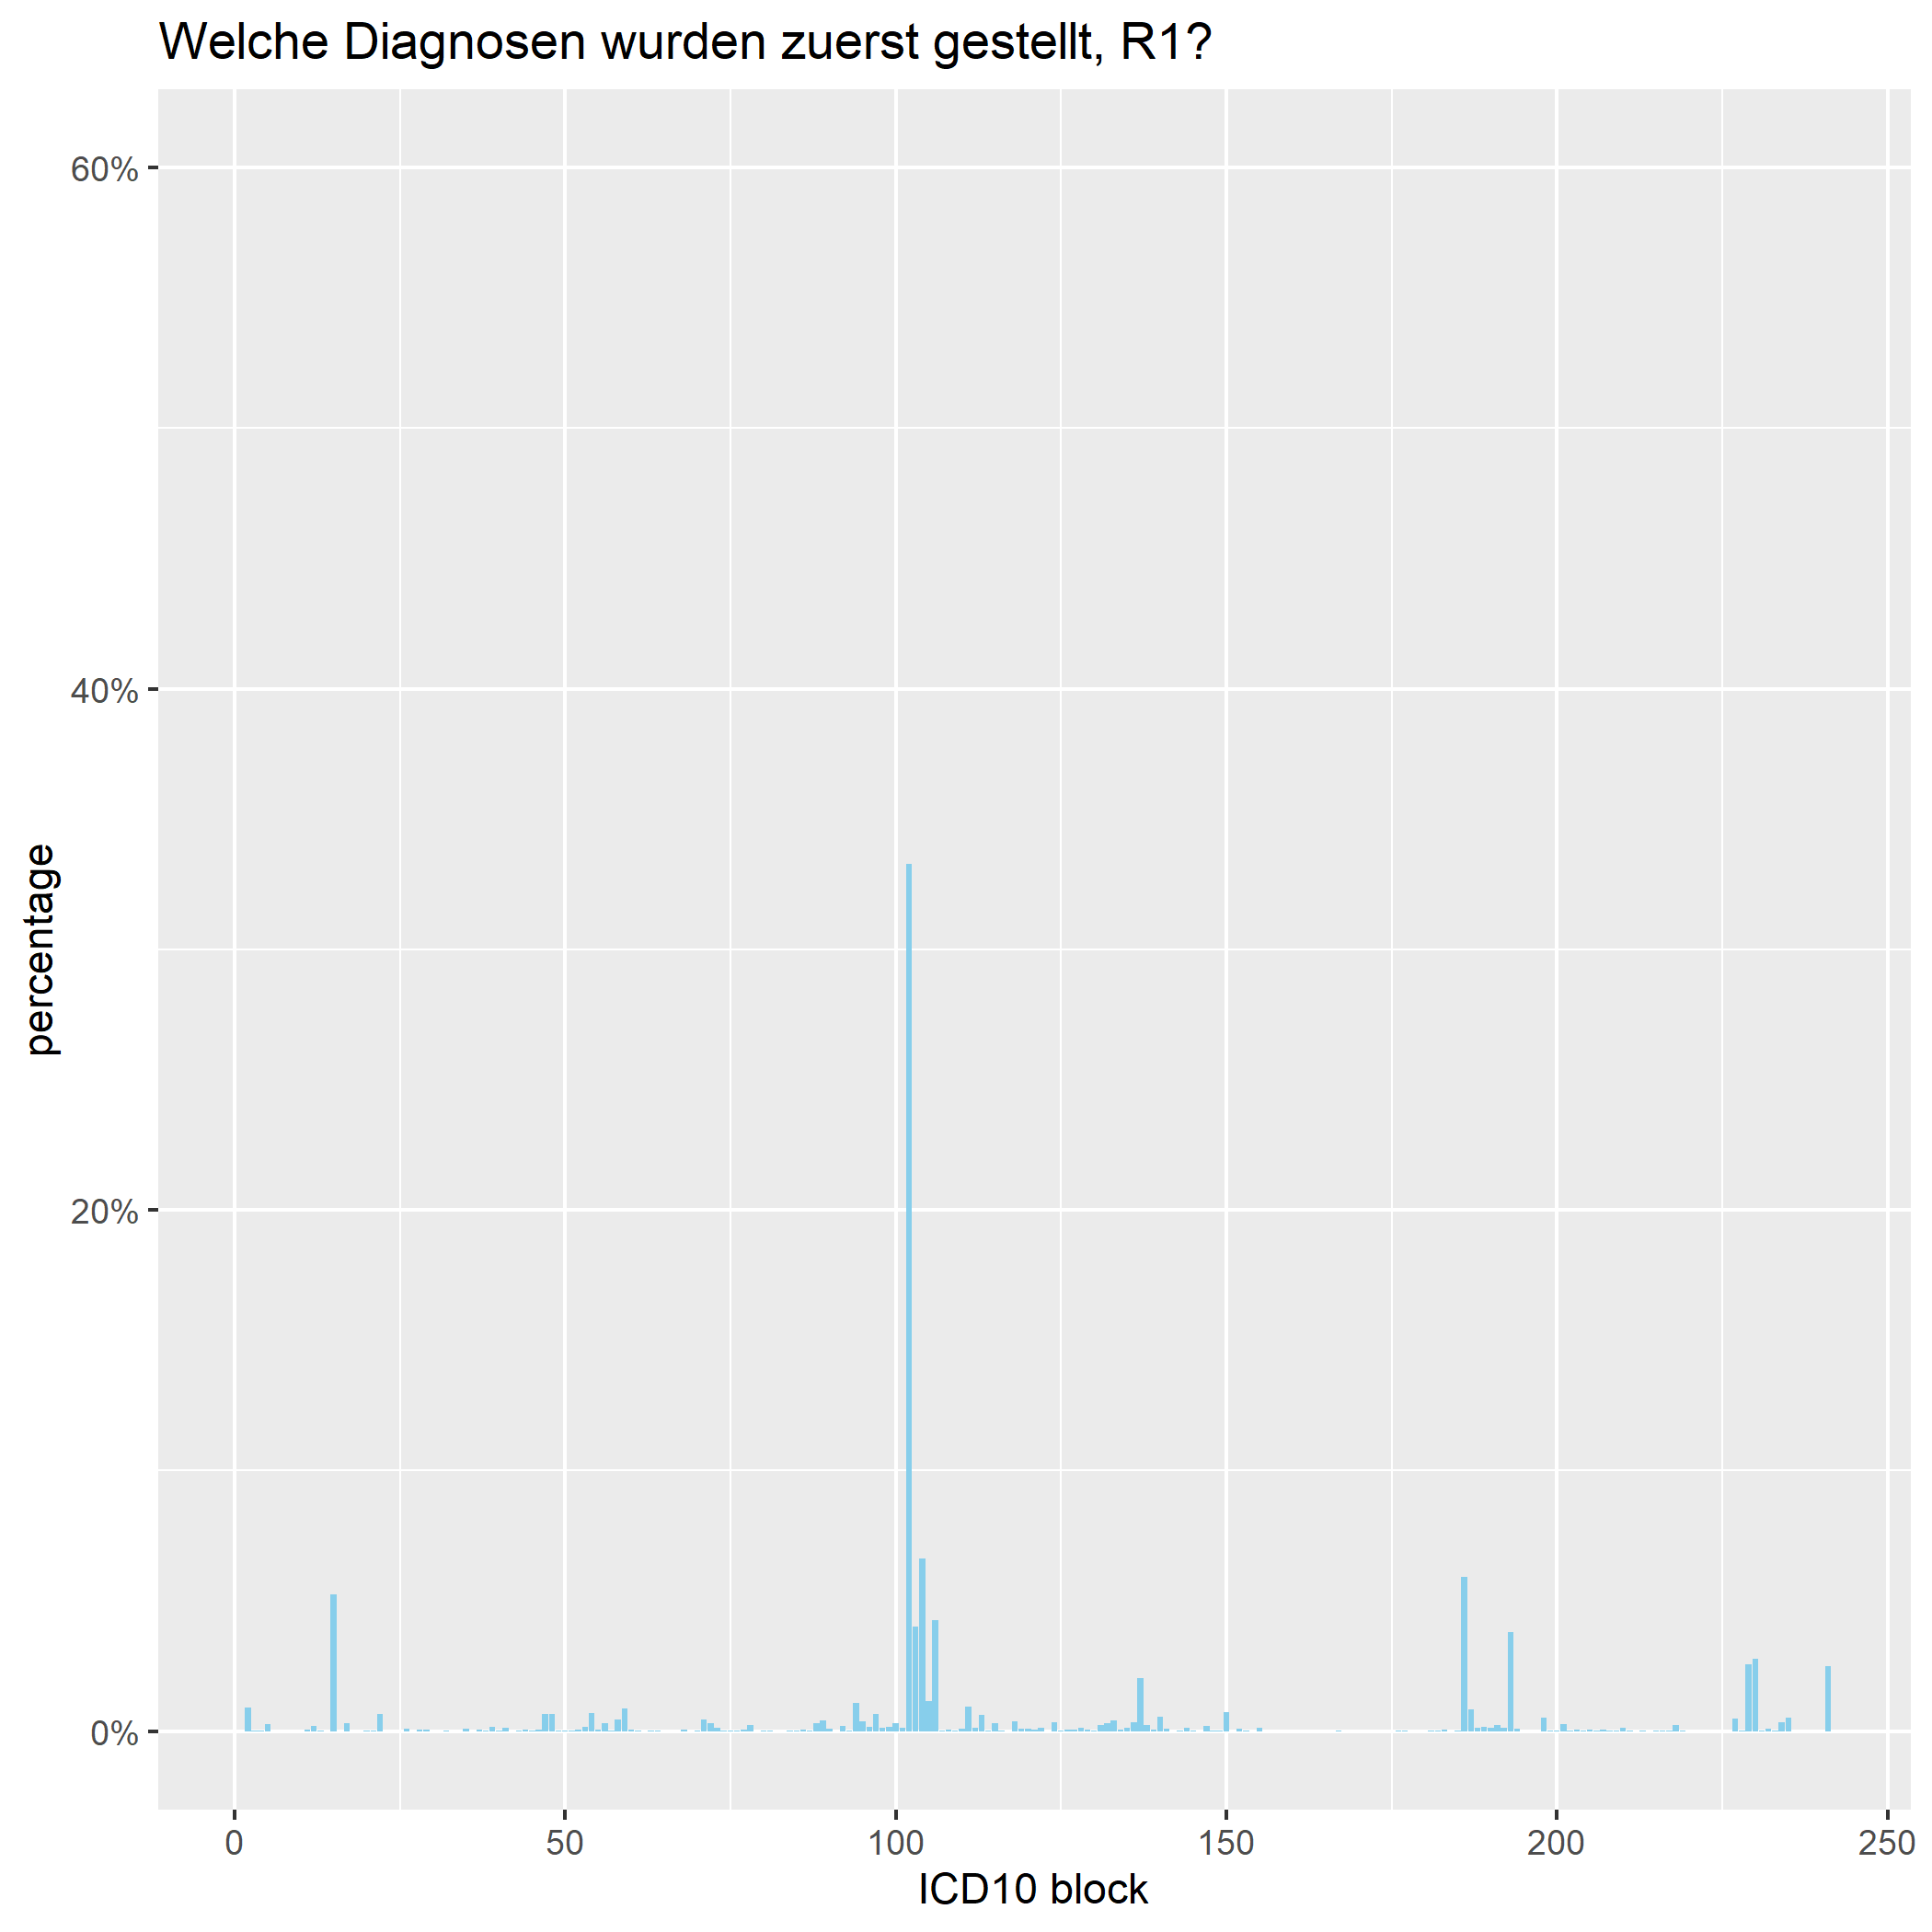 Welche Diagnosen wurden zuerst gestellt, R1?
60%
40%
20%
0%
percentage
0 50 100 150 200 250
ICD10 block